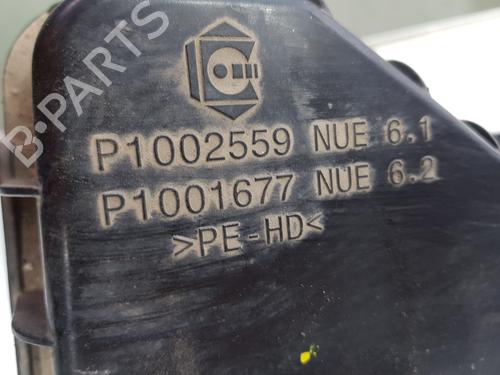 B-PARTS
P1002559 NUE 6.1
P1001677 NUE 6.2
>PE-HD<